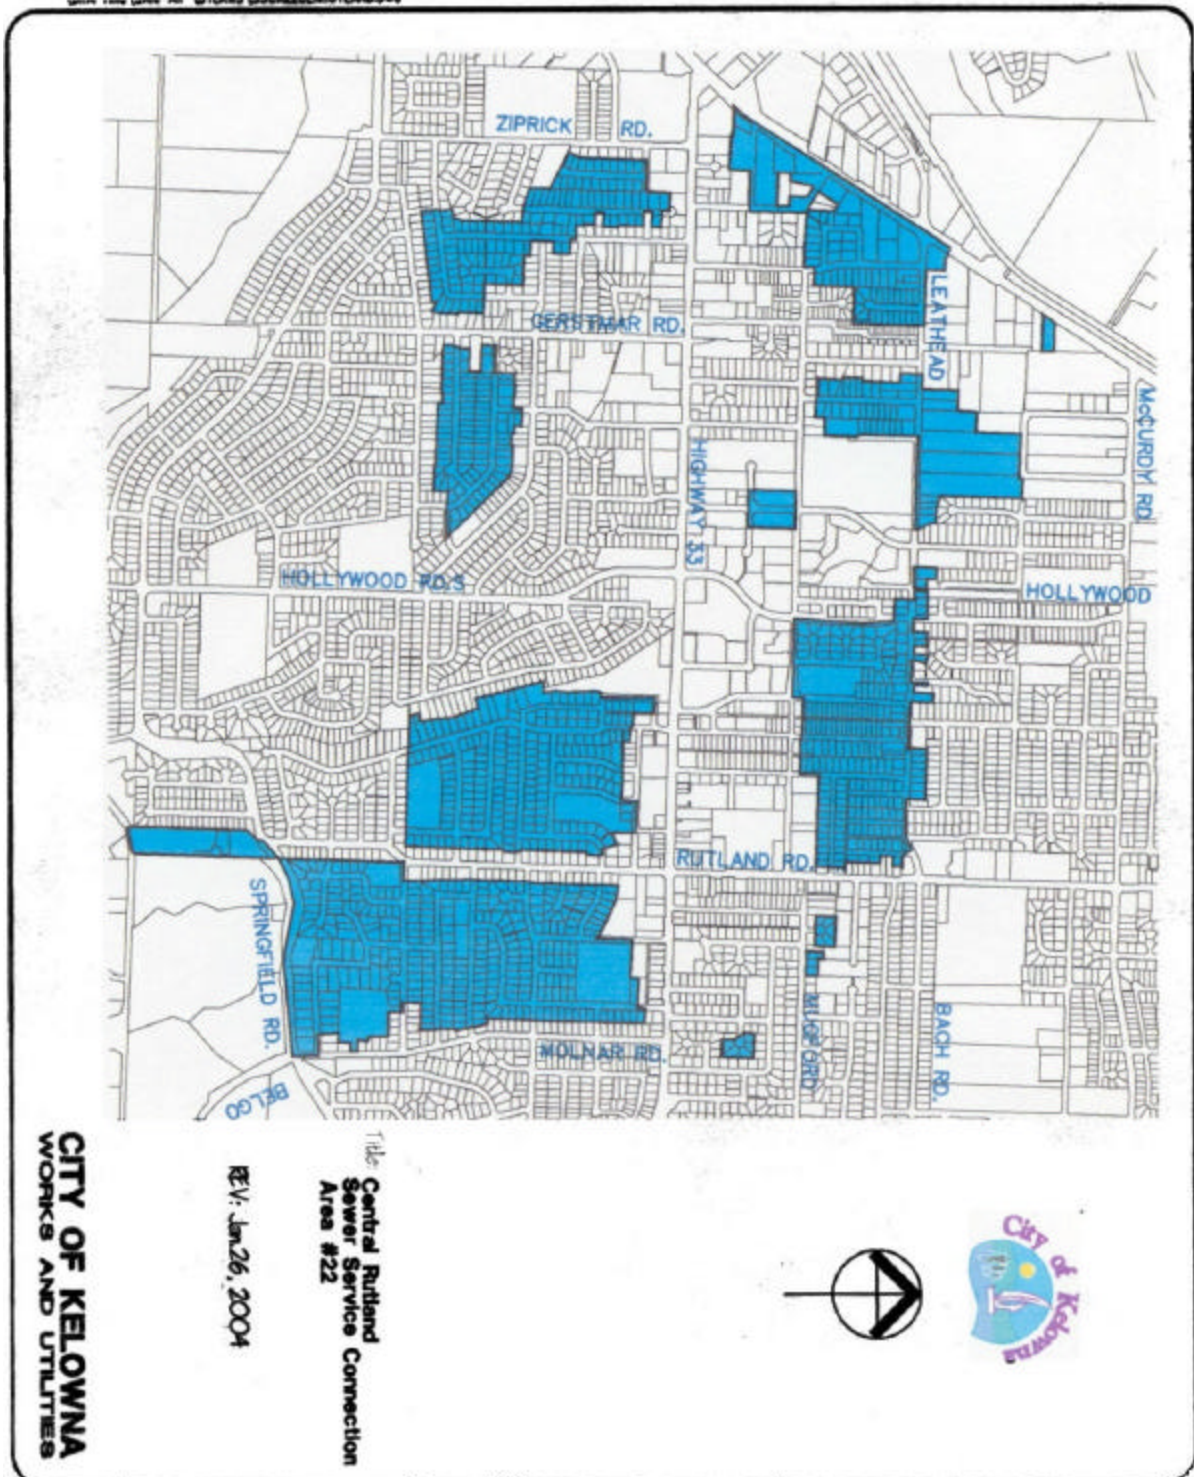 ZIPRICK RD.
LEATHEAD
GERSTMAR RD.
McCURDY RD.
HIGHWAY 33
HOLLYWOOD RD.S
HOLLYWOOD
RUTLAND RD.
SPRINGFIELD RD.
MUGFORD
BACH RD.
MOLNAR RD.
BELGO
City of Kelowna
Title: Central Rutland
Sewer Service Connection
Area #22
REV: Jan.26, 2004
CITY OF KELOWNA
WORKS AND UTILITIES